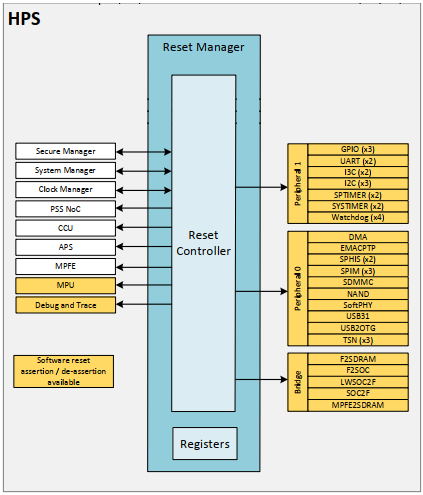 HPS
Reset Manager
Reset
Controller
Registers
Secure Manager
System Manager
Clock Manager
PSS NoC
CCU
APS
MPFE
MPU
Debug and Trace
Software reset
assertion / de-assertion
available
Peripheral 1
GPIO (x3)
UART (x2)
I3C (x2)
I2C (x3)
SPTIMER (x2)
SYSTIMER (x2)
Watchdog (x4)
Peripheral 0
DMA
EMACPTP
SPHIS (x2)
SPIM (x3)
SDMMC
NAND
SoftPHY
USB31
USB2OTG
TSN (x3)
Bridge
F2SDRAM
F2SOC
LWSOC2F
SOC2F
MPFE2SDRAM